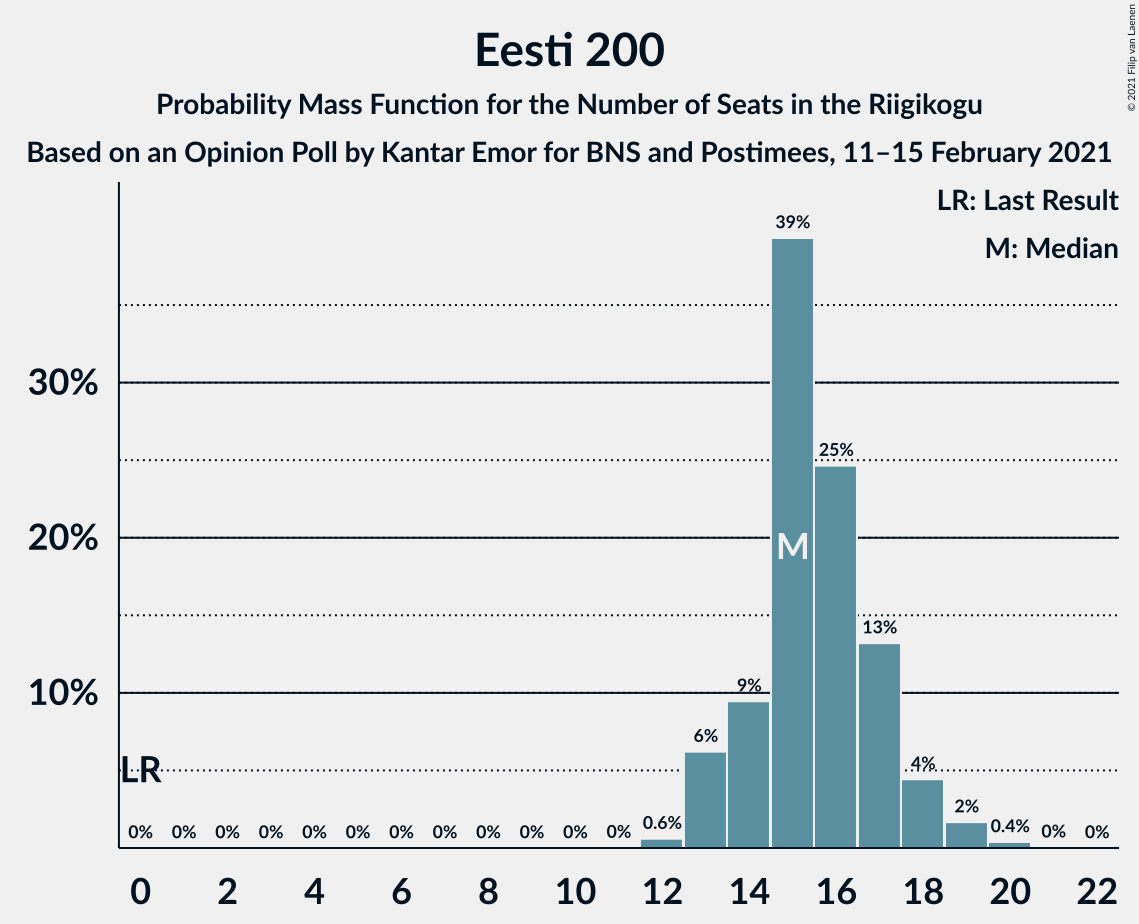 Eesti 200
Probability Mass Function for the Number of Seats in the Riigikogu
Based on an Opinion Poll by Kantar Emor for BNS and Postimees, 11–15 February 2021
© 2021 Filip van Laenen
LR: Last Result
M: Median
39%
30%
25%
20%
M
13%
10%
9%
6%
LR
4%
2%
0% 0% 0% 0% 0% 0% 0% 0% 0% 0% 0% 0% 0.6% 0.4% 0% 0%
0 2 4 6 8 10 12 14 16 18 20 22